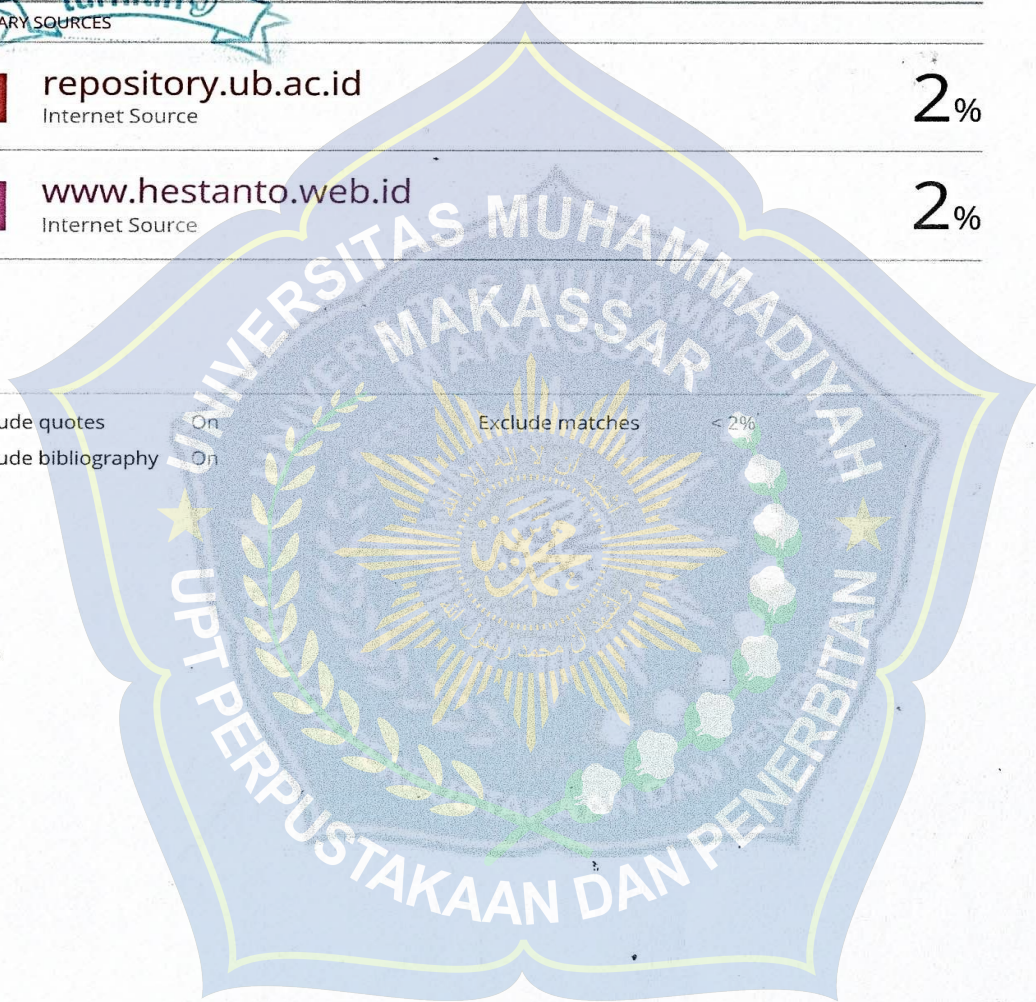 turnitin
ARY SOURCES
repository.ub.ac.id
Internet Source
2%
www.hestanto.web.id
Internet Source
2%
ude quotes On
Exclude matches < 2%
ude bibliography On
UNIVERSITAS MUHAMMADIYAH
MAKASSAR
UPT PERPUSTAKAAN DAN PENERBITAN